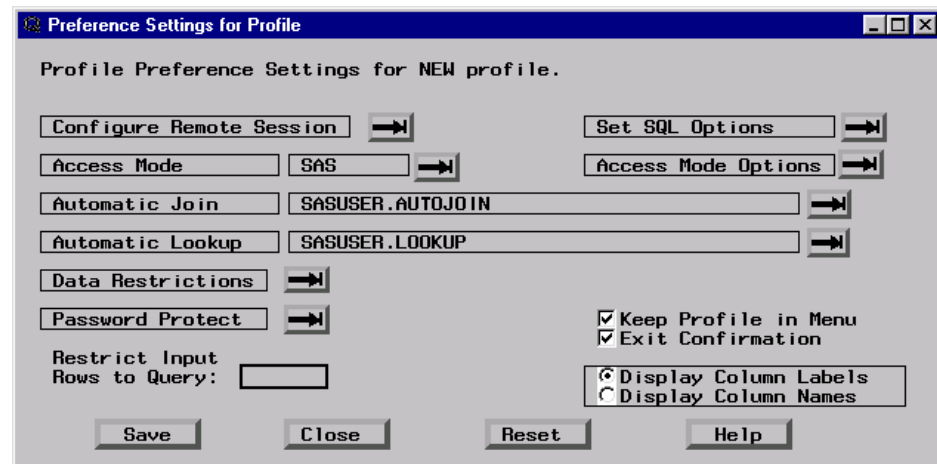 Preference Settings for Profile
Profile Preference Settings for NEW profile.
Configure Remote Session
Set SQL Options
Access Mode SAS
Access Mode Options
Automatic Join SASUSER.AUTOJOIN
Automatic Lookup SASUSER.LOOKUP
Data Restrictions
Password Protect
Keep Profile in Menu
Exit Confirmation
Restrict Input
Rows to Query:
Display Column Labels
Display Column Names
Save Close Reset Help